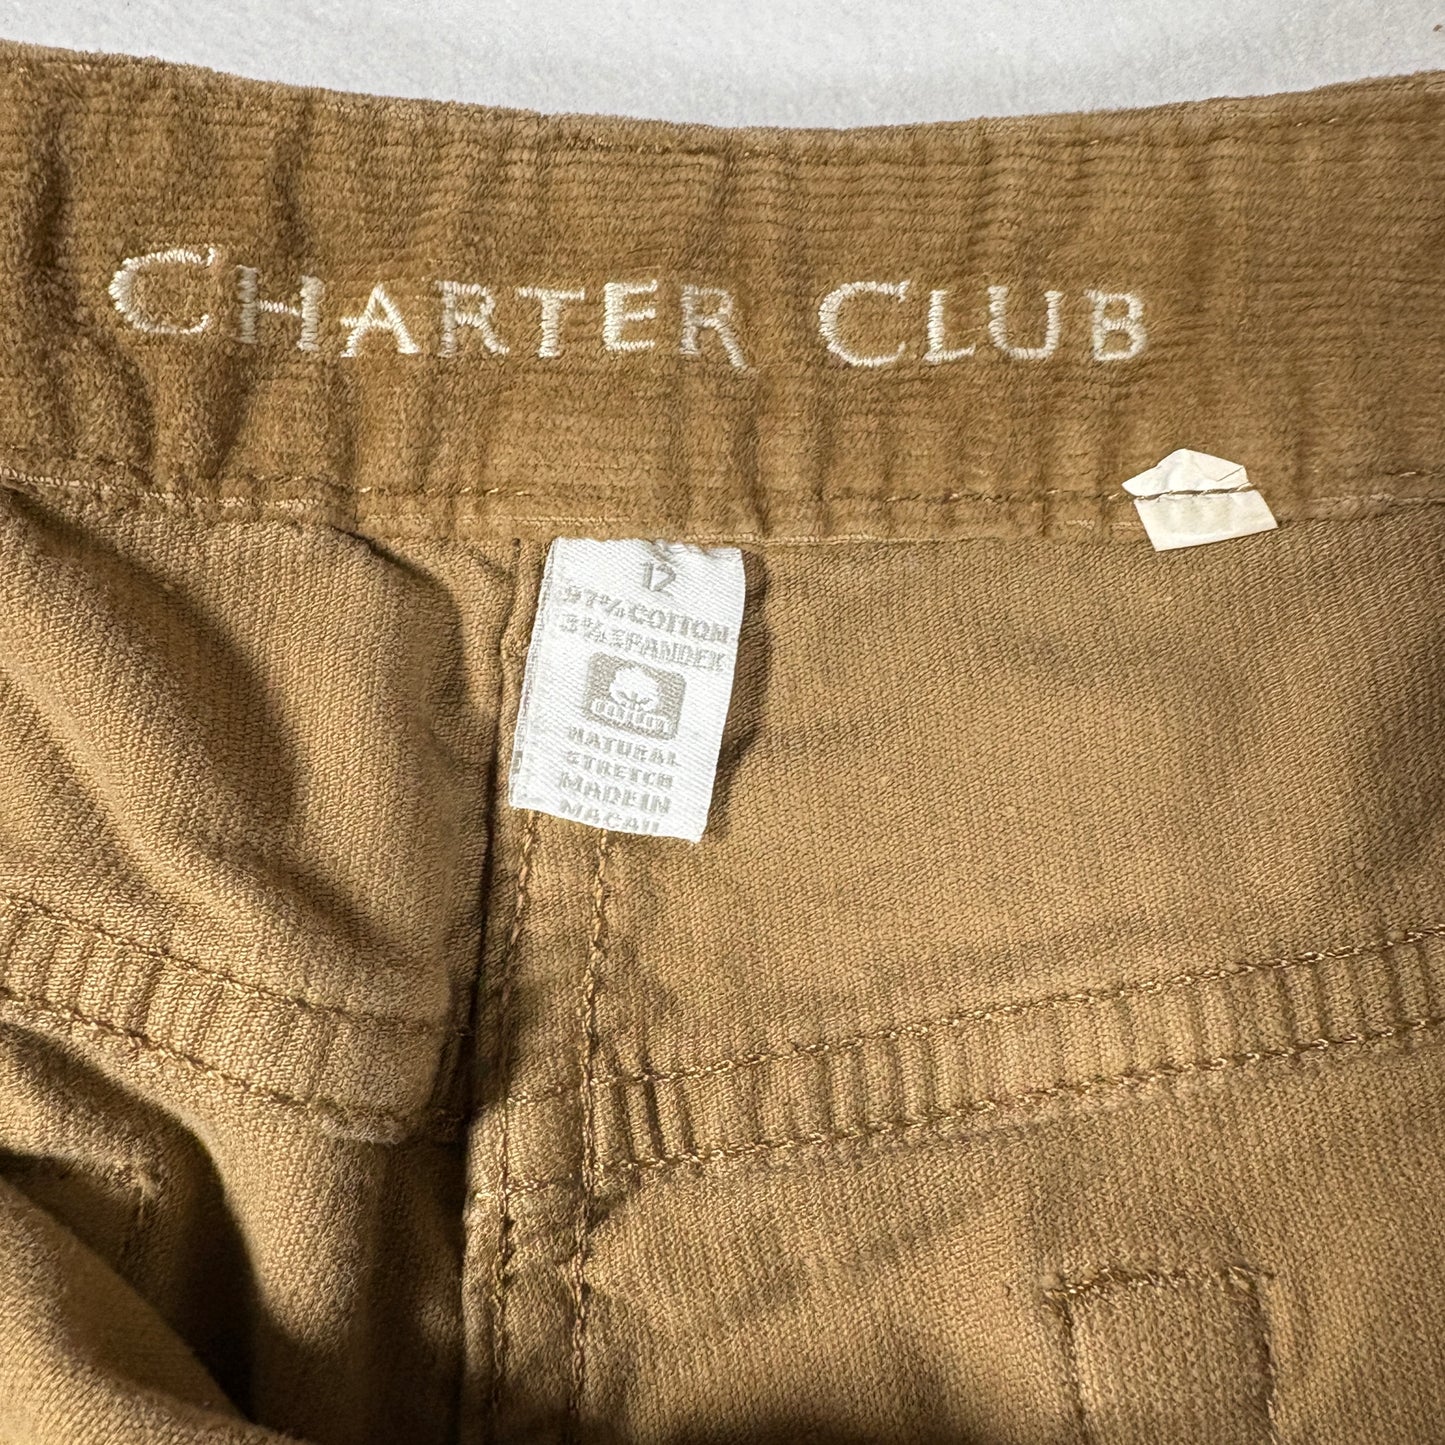 CHARTER CLUB
12
97% COTTON
3% SPANDEX
NATURAL
STRETCH
MADE IN
MACAU